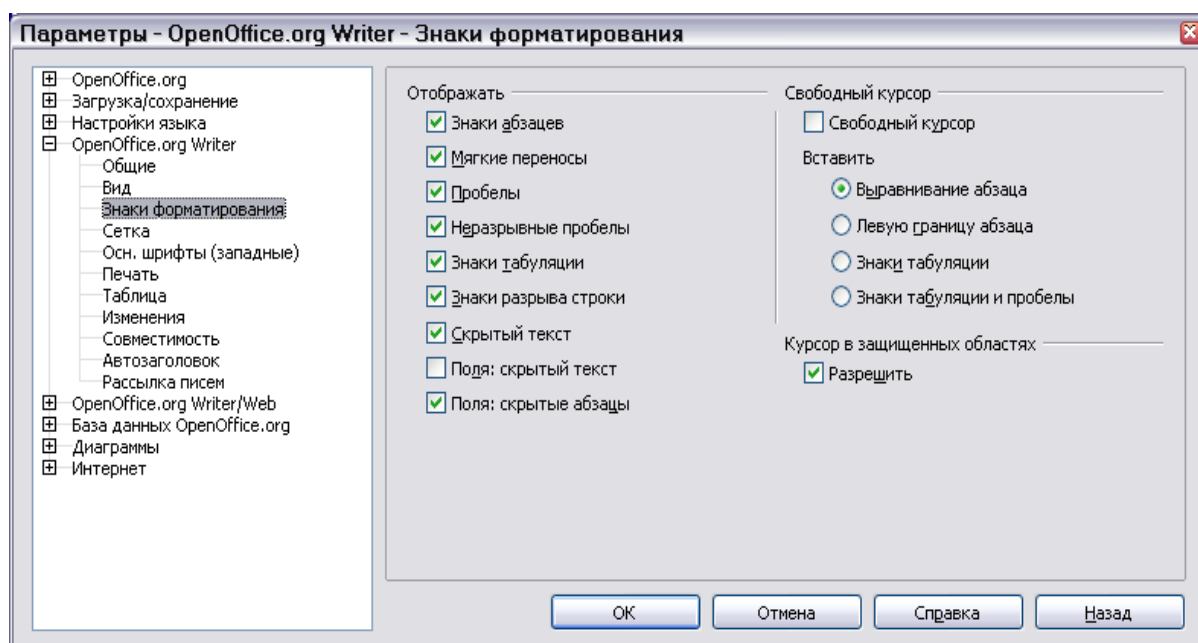 Параметры - OpenOffice.org Writer - Знаки форматирования
OpenOffice.org
Загрузка/сохранение
Настройки языка
OpenOffice.org Writer
Общие
Вид
Знаки форматирования
Сетка
Осн. шрифты (западные)
Печать
Таблица
Изменения
Совместимость
Автозаголовок
Рассылка писем
OpenOffice.org Writer/Web
База данных OpenOffice.org
Диаграммы
Интернет
Отображать
Знаки абзацев
Мягкие переносы
Пробелы
Неразрывные пробелы
Знаки табуляции
Знаки разрыва строки
Скрытый текст
Поля: скрытый текст
Поля: скрытые абзацы
Свободный курсор
Свободный курсор
Вставить
Выравнивание абзаца
Левую границу абзаца
Знаки табуляции
Знаки табуляции и пробелы
Курсор в защищенных областях
Разрешить
ОК
Отмена
Справка
Назад